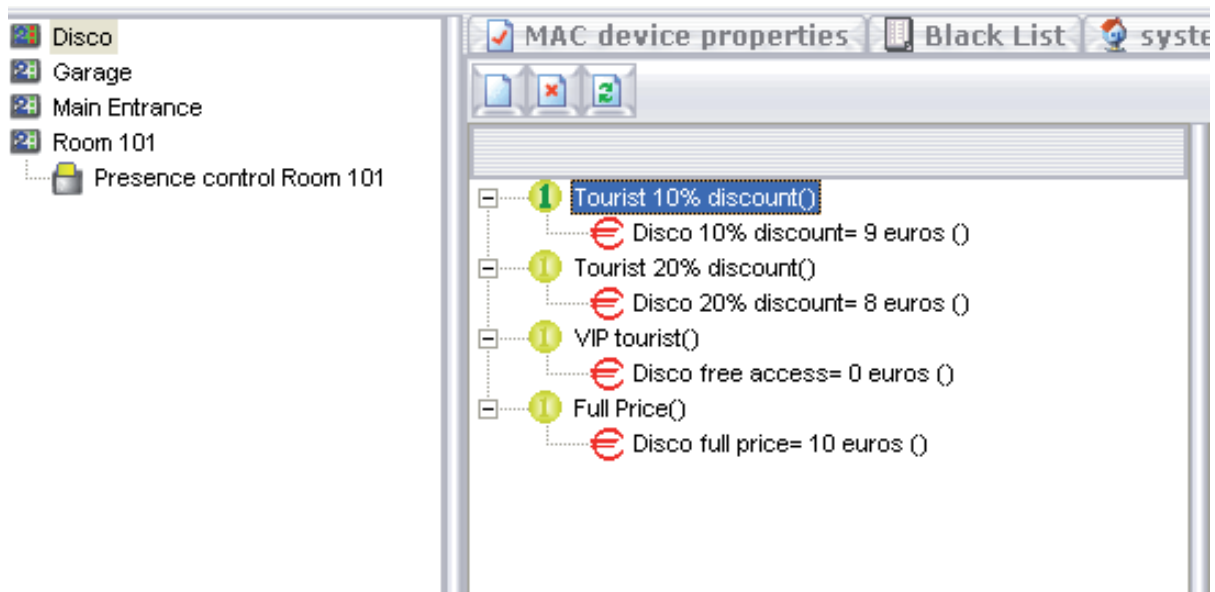 Disco
Garage
Main Entrance
Room 101
Presence control Room 101
MAC device properties
Black List
syste
Tourist 10% discount()
Disco 10% discount= 9 euros ()
Tourist 20% discount()
Disco 20% discount= 8 euros ()
VIP tourist()
Disco free access= 0 euros ()
Full Price()
Disco full price= 10 euros ()